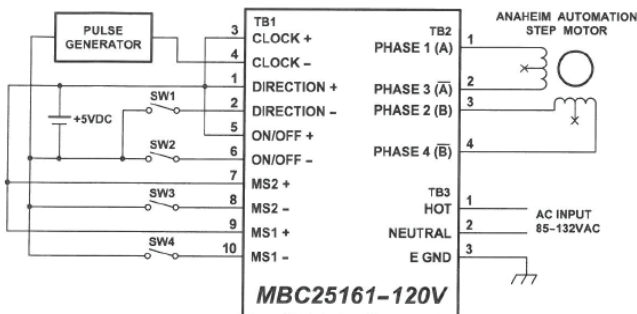 PULSE
GENERATOR
+5VDC
SW1
SW2
SW3
SW4
3
4
1
2
5
6
7
8
9
10
TB1
CLOCK +
CLOCK –
DIRECTION +
DIRECTION –
ON/OFF +
ON/OFF –
MS2 +
MS2 –
MS1 +
MS1 –
TB2
PHASE 1 (A)
PHASE 3 (A̅)
PHASE 2 (B)
PHASE 4 (B̅)
TB3
HOT
NEUTRAL
E GND
1
2
3
4
1
2
3
ANAHEIM AUTOMATION
STEP MOTOR
AC INPUT
85–132VAC
MBC25161–120V